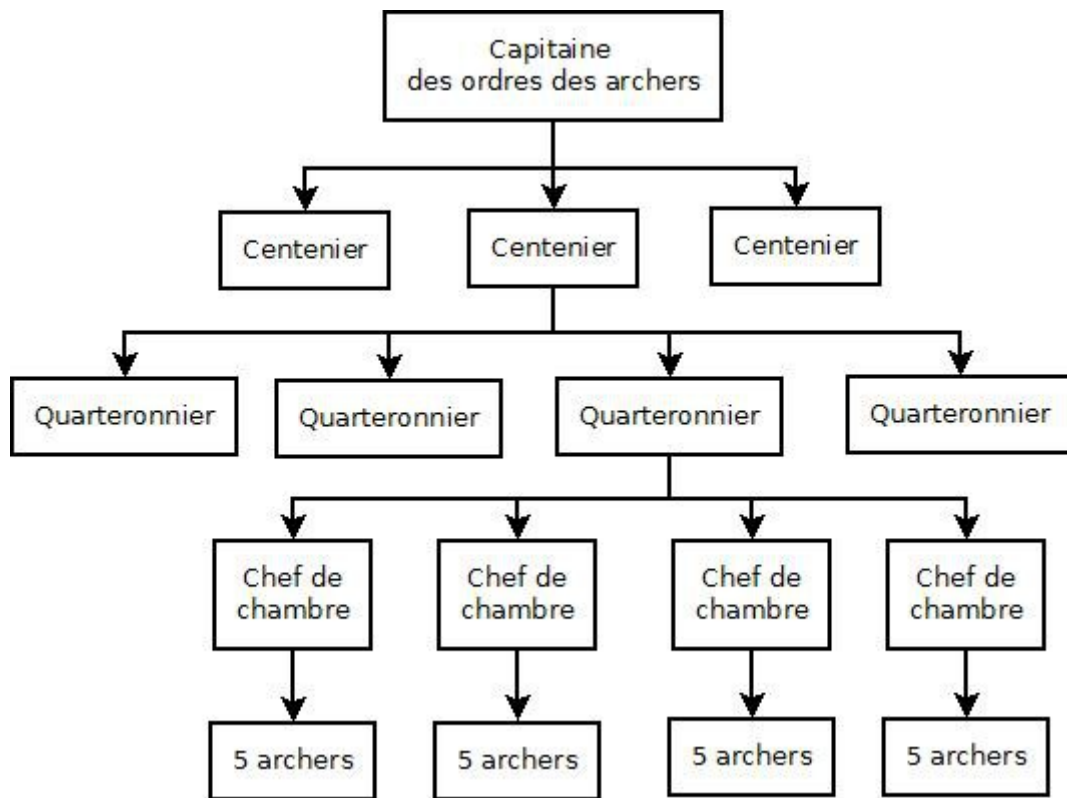 Capitaine
des ordres des archers
Centenier
Centenier
Centenier
Quarteronnier
Quarteronnier
Quarteronnier
Quarteronnier
Chef de
chambre
Chef de
chambre
Chef de
chambre
Chef de
chambre
5 archers
5 archers
5 archers
5 archers